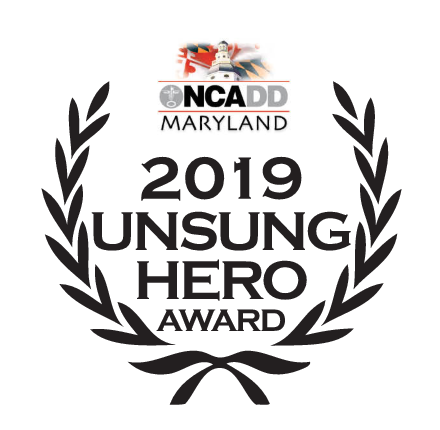 NCADD
MARYLAND
2019
UNSUNG
HERO
AWARD